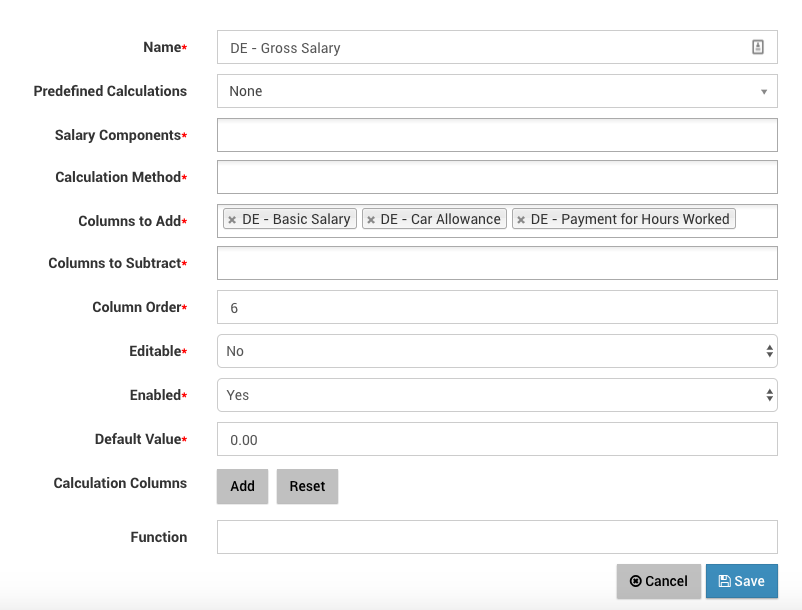 Name* DE - Gross Salary
Predefined Calculations None
Salary Components*
Calculation Method*
Columns to Add* × DE - Basic Salary × DE - Car Allowance × DE - Payment for Hours Worked
Columns to Subtract*
Column Order* 6
Editable* No
Enabled* Yes
Default Value* 0.00
Calculation Columns Add Reset
Function
Cancel Save